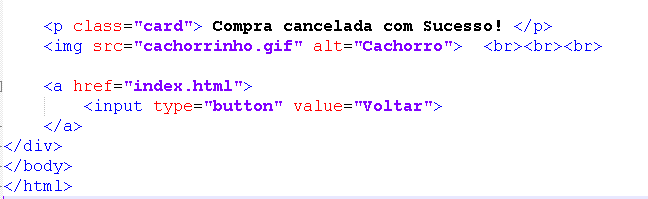 <p class="card"> Compra cancelada com Sucesso! </p>
<img src="cachorrinho.gif" alt="Cachorro">  <br><br><br>
<a href="index.html">
<input type="button" value="Voltar">
</a>
</div>
</body>
</html>